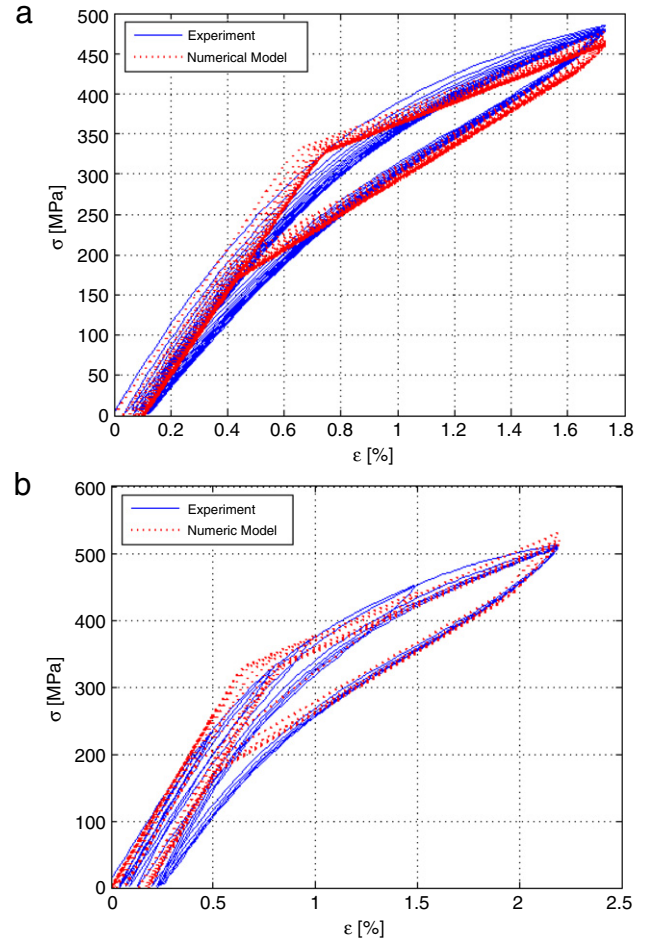 a
500
450
400
350
300
250
200
150
100
50
0
σ [MPa]
Experiment
Numerical Model
0 0.2 0.4 0.6 0.8 1 1.2 1.4 1.6 1.8
ε [%]
b
600
500
400
300
200
100
0
σ [MPa]
Experiment
Numeric Model
0 0.5 1 1.5 2 2.5
ε [%]